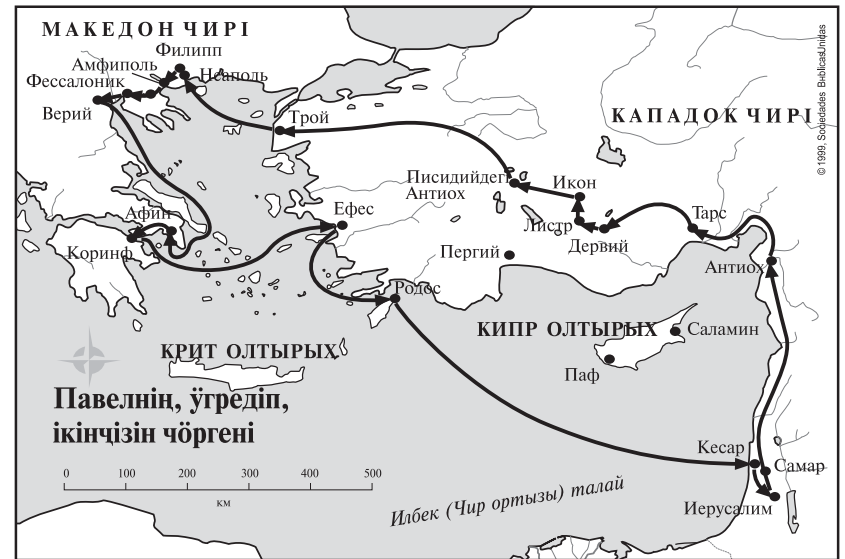 МАКЕДОН ЧИРІ
Филипп
Амфиполь
Неаполь
Фессалоник
Верий
Трой
КАПАДОК ЧИРІ
© 1999, Sociedades Bíblicas Unidas
Писидийдегі
Антиох
Икон
Листр
Дервий
Тарс
Антиох
Афин
Ефес
Коринф
Пергий
Родос
КИПР ОЛТЫРЫХ
Саламин
Паф
КРИТ ОЛТЫРЫХ
Павелнің, ӱгредіп,
ікінӌізін чӧргені
Кесар
Самар
Иерусалим
0 100 200 300 400 500
км
Илбек (Чир ортызы) талай